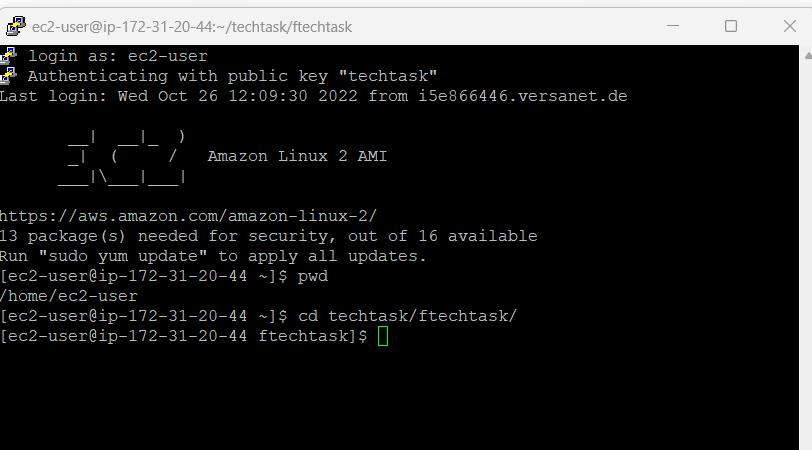 ec2-user@ip-172-31-20-44:~/techtask/ftechtask
login as: ec2-user
Authenticating with public key "techtask"
Last login: Wed Oct 26 12:09:30 2022 from i5e866446.versanet.de
       __|  __|_  )
       _|  (     /   Amazon Linux 2 AMI
      ___|\___|___|
https://aws.amazon.com/amazon-linux-2/
13 package(s) needed for security, out of 16 available
Run "sudo yum update" to apply all updates.
[ec2-user@ip-172-31-20-44 ~]$ pwd
/home/ec2-user
[ec2-user@ip-172-31-20-44 ~]$ cd techtask/ftechtask/
[ec2-user@ip-172-31-20-44 ftechtask]$